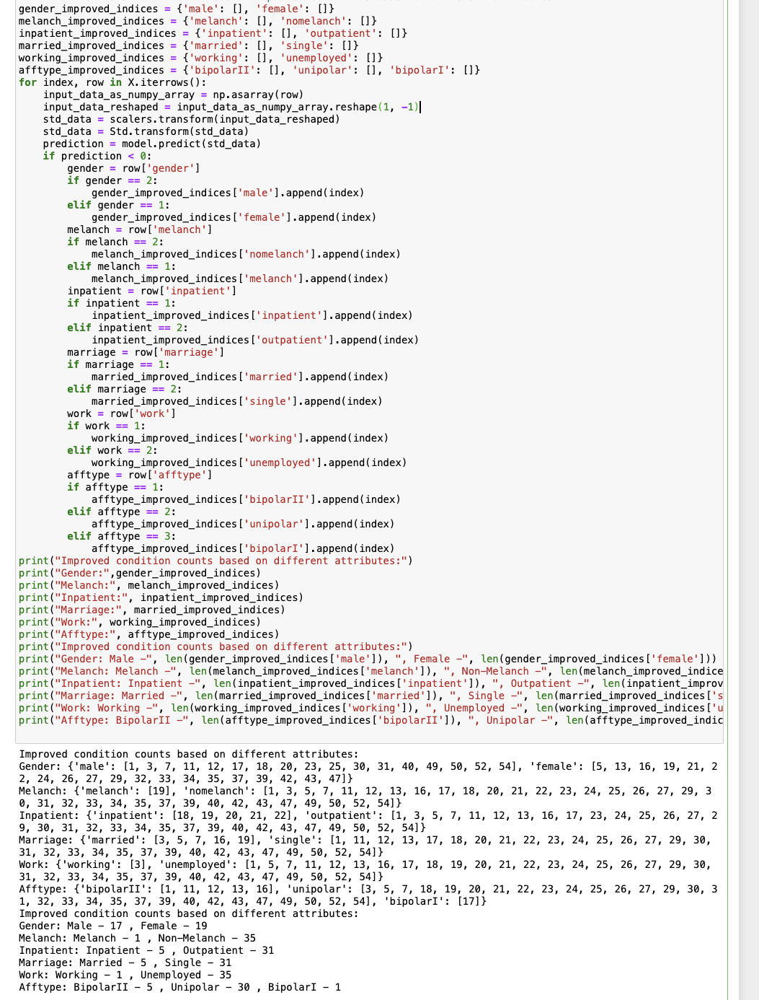 gender_improved_indices = {'male': [], 'female': []}
melanch_improved_indices = {'melanch': [], 'nomelanch': []}
inpatient_improved_indices = {'inpatient': [], 'outpatient': []}
married_improved_indices = {'married': [], 'single': []}
working_improved_indices = {'working': [], 'unemployed': []}
afftype_improved_indices = {'bipolarII': [], 'unipolar': [], 'bipolarI': []}
for index, row in X.iterrows():
    input_data_as_numpy_array = np.asarray(row)
    input_data_reshaped = input_data_as_numpy_array.reshape(1, -1)
    std_data = scalers.transform(input_data_reshaped)
    std_data = Std.transform(std_data)
    prediction = model.predict(std_data)
    if prediction < 0:
        gender = row['gender']
        if gender == 2:
            gender_improved_indices['male'].append(index)
        elif gender == 1:
            gender_improved_indices['female'].append(index)
        melanch = row['melanch']
        if melanch == 2:
            melanch_improved_indices['nomelanch'].append(index)
        elif melanch == 1:
            melanch_improved_indices['melanch'].append(index)
        inpatient = row['inpatient']
        if inpatient == 1:
            inpatient_improved_indices['inpatient'].append(index)
        elif inpatient == 2:
            inpatient_improved_indices['outpatient'].append(index)
        marriage = row['marriage']
        if marriage == 1:
            married_improved_indices['married'].append(index)
        elif marriage == 2:
            married_improved_indices['single'].append(index)
        work = row['work']
        if work == 1:
            working_improved_indices['working'].append(index)
        elif work == 2:
            working_improved_indices['unemployed'].append(index)
        afftype = row['afftype']
        if afftype == 1:
            afftype_improved_indices['bipolarII'].append(index)
        elif afftype == 2:
            afftype_improved_indices['unipolar'].append(index)
        elif afftype == 3:
            afftype_improved_indices['bipolarI'].append(index)
print("Improved condition counts based on different attributes:")
print("Gender:",gender_improved_indices)
print("Melanch:", melanch_improved_indices)
print("Inpatient:", inpatient_improved_indices)
print("Marriage:", married_improved_indices)
print("Work:", working_improved_indices)
print("Afftype:", afftype_improved_indices)
print("Improved condition counts based on different attributes:")
print("Gender: Male -", len(gender_improved_indices['male']), ", Female -", len(gender_improved_indices['female']))
print("Melanch: Melanch -", len(melanch_improved_indices['melanch']), ", Non-Melanch -", len(melanch_improved_indice
print("Inpatient: Inpatient -", len(inpatient_improved_indices['inpatient']), ", Outpatient -", len(inpatient_improv
print("Marriage: Married -", len(married_improved_indices['married']), ", Single -", len(married_improved_indices['s
print("Work: Working -", len(working_improved_indices['working']), ", Unemployed -", len(working_improved_indices['u
print("Afftype: BipolarII -", len(afftype_improved_indices['bipolarII']), ", Unipolar -", len(afftype_improved_indic
Improved condition counts based on different attributes:
Gender: {'male': [1, 3, 7, 11, 12, 17, 18, 20, 23, 25, 30, 31, 40, 49, 50, 52, 54], 'female': [5, 13, 16, 19, 21, 2
2, 24, 26, 27, 29, 32, 33, 34, 35, 37, 39, 42, 43, 47]}
Melanch: {'melanch': [19], 'nomelanch': [1, 3, 5, 7, 11, 12, 13, 16, 17, 18, 20, 21, 22, 23, 24, 25, 26, 27, 29, 3
0, 31, 32, 33, 34, 35, 37, 39, 40, 42, 43, 47, 49, 50, 52, 54]}
Inpatient: {'inpatient': [18, 19, 20, 21, 22], 'outpatient': [1, 3, 5, 7, 11, 12, 13, 16, 17, 23, 24, 25, 26, 27, 2
9, 30, 31, 32, 33, 34, 35, 37, 39, 40, 42, 43, 47, 49, 50, 52, 54]}
Marriage: {'married': [3, 5, 7, 16, 19], 'single': [1, 11, 12, 13, 17, 18, 20, 21, 22, 23, 24, 25, 26, 27, 29, 30,
31, 32, 33, 34, 35, 37, 39, 40, 42, 43, 47, 49, 50, 52, 54]}
Work: {'working': [3], 'unemployed': [1, 5, 7, 11, 12, 13, 16, 17, 18, 19, 20, 21, 22, 23, 24, 25, 26, 27, 29, 30,
31, 32, 33, 34, 35, 37, 39, 40, 42, 43, 47, 49, 50, 52, 54]}
Afftype: {'bipolarII': [1, 11, 12, 13, 16], 'unipolar': [3, 5, 7, 18, 19, 20, 21, 22, 23, 24, 25, 26, 27, 29, 30, 3
1, 32, 33, 34, 35, 37, 39, 40, 42, 43, 47, 49, 50, 52, 54], 'bipolarI': [17]}
Improved condition counts based on different attributes:
Gender: Male - 17 , Female - 19
Melanch: Melanch - 1 , Non-Melanch - 35
Inpatient: Inpatient - 5 , Outpatient - 31
Marriage: Married - 5 , Single - 31
Work: Working - 1 , Unemployed - 35
Afftype: BipolarII - 5 , Unipolar - 30 , BipolarI - 1